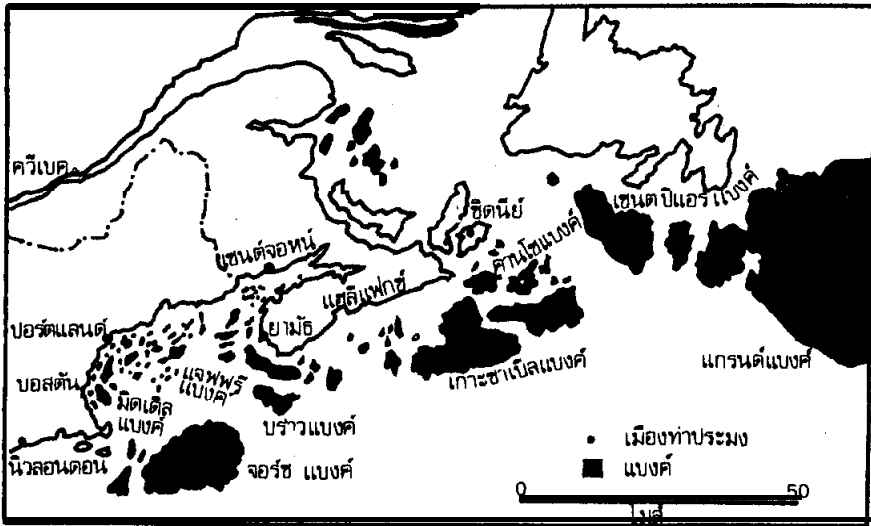 ควีเบค
ซิดนีย์
เซนต ปิแอร์ แบงค์
คานโซแบงค์
แซนต์จอหน์
แฮลิแฟกซ์
ยามัธ
ปอร์ตแลนด์
บอสตัน
แจฟฟรี
แบงค์
มิดเดิล
แบงค์
นิวลอนดอน
บราวแบงค์
จอร์ช แบงค์
เกาะซาเบิลแบงค์
แกรนด์แบงค์
เมืองท่าประมง
แบงค์
0 50
ไมล์